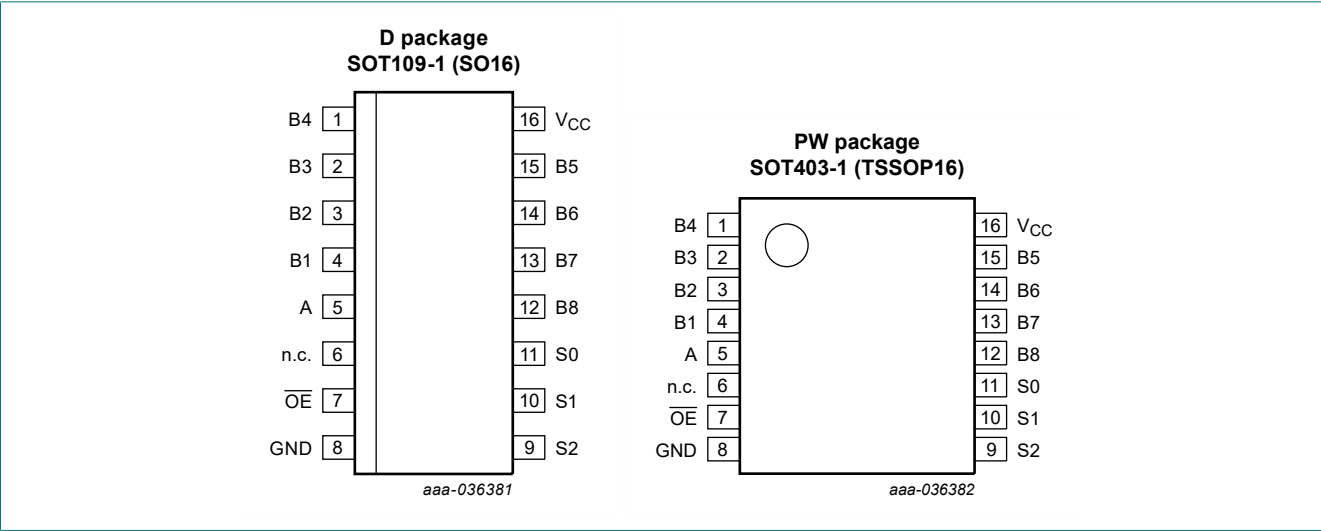 D package
SOT109-1 (SO16)
B4 1 16 VCC
B3 2 15 B5
B2 3 14 B6
B1 4 13 B7
A 5 12 B8
n.c. 6 11 S0
OE 7 10 S1
GND 8 9 S2
aaa-036381
PW package
SOT403-1 (TSSOP16)
B4 1 16 VCC
B3 2 15 B5
B2 3 14 B6
B1 4 13 B7
A 5 12 B8
n.c. 6 11 S0
OE 7 10 S1
GND 8 9 S2
aaa-036382